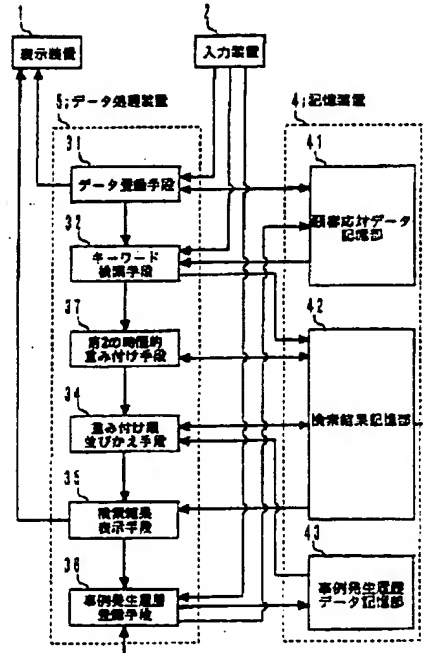 1
2
表示装置
入力装置
5;データ処理装置
4;記憶装置
31
41
データ登録手段
顧客応対データ
記憶部
32
キーワード
検索手段
37
42
第2の時間的
重み付け手段
34
検索結果記憶部
重み付け順
並びかえ手段
35
検索結果
表示手段
43
36
事例発生履歴
データ記憶部
事例発生履歴
登録手段